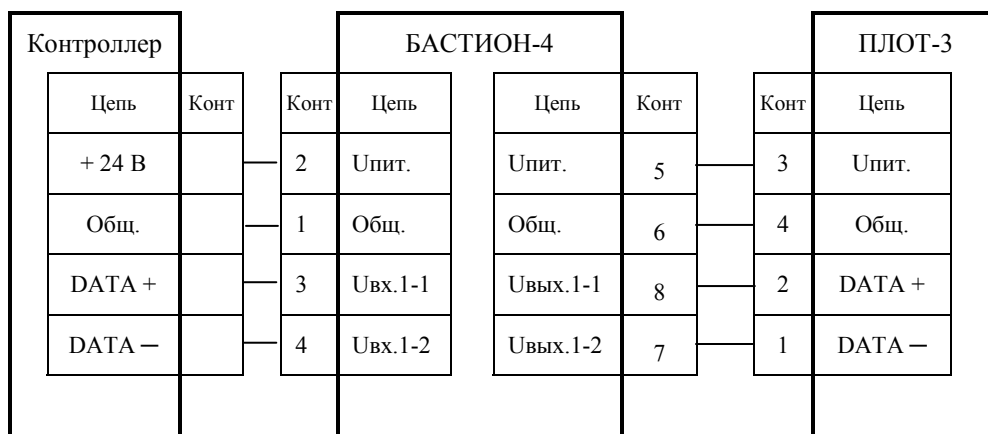 Контроллер БАСТИОН-4 ПЛОТ-3
Цепь Конт Конт Цепь Цепь Конт Конт Цепь
+ 24 В 2 Uпит. Uпит. 5 3 Uпит.
Общ. 1 Общ. Общ. 6 4 Общ.
DATA + 3 Uвх.1-1 Uвых.1-1 8 2 DATA +
DATA — 4 Uвх.1-2 Uвых.1-2 7 1 DATA —